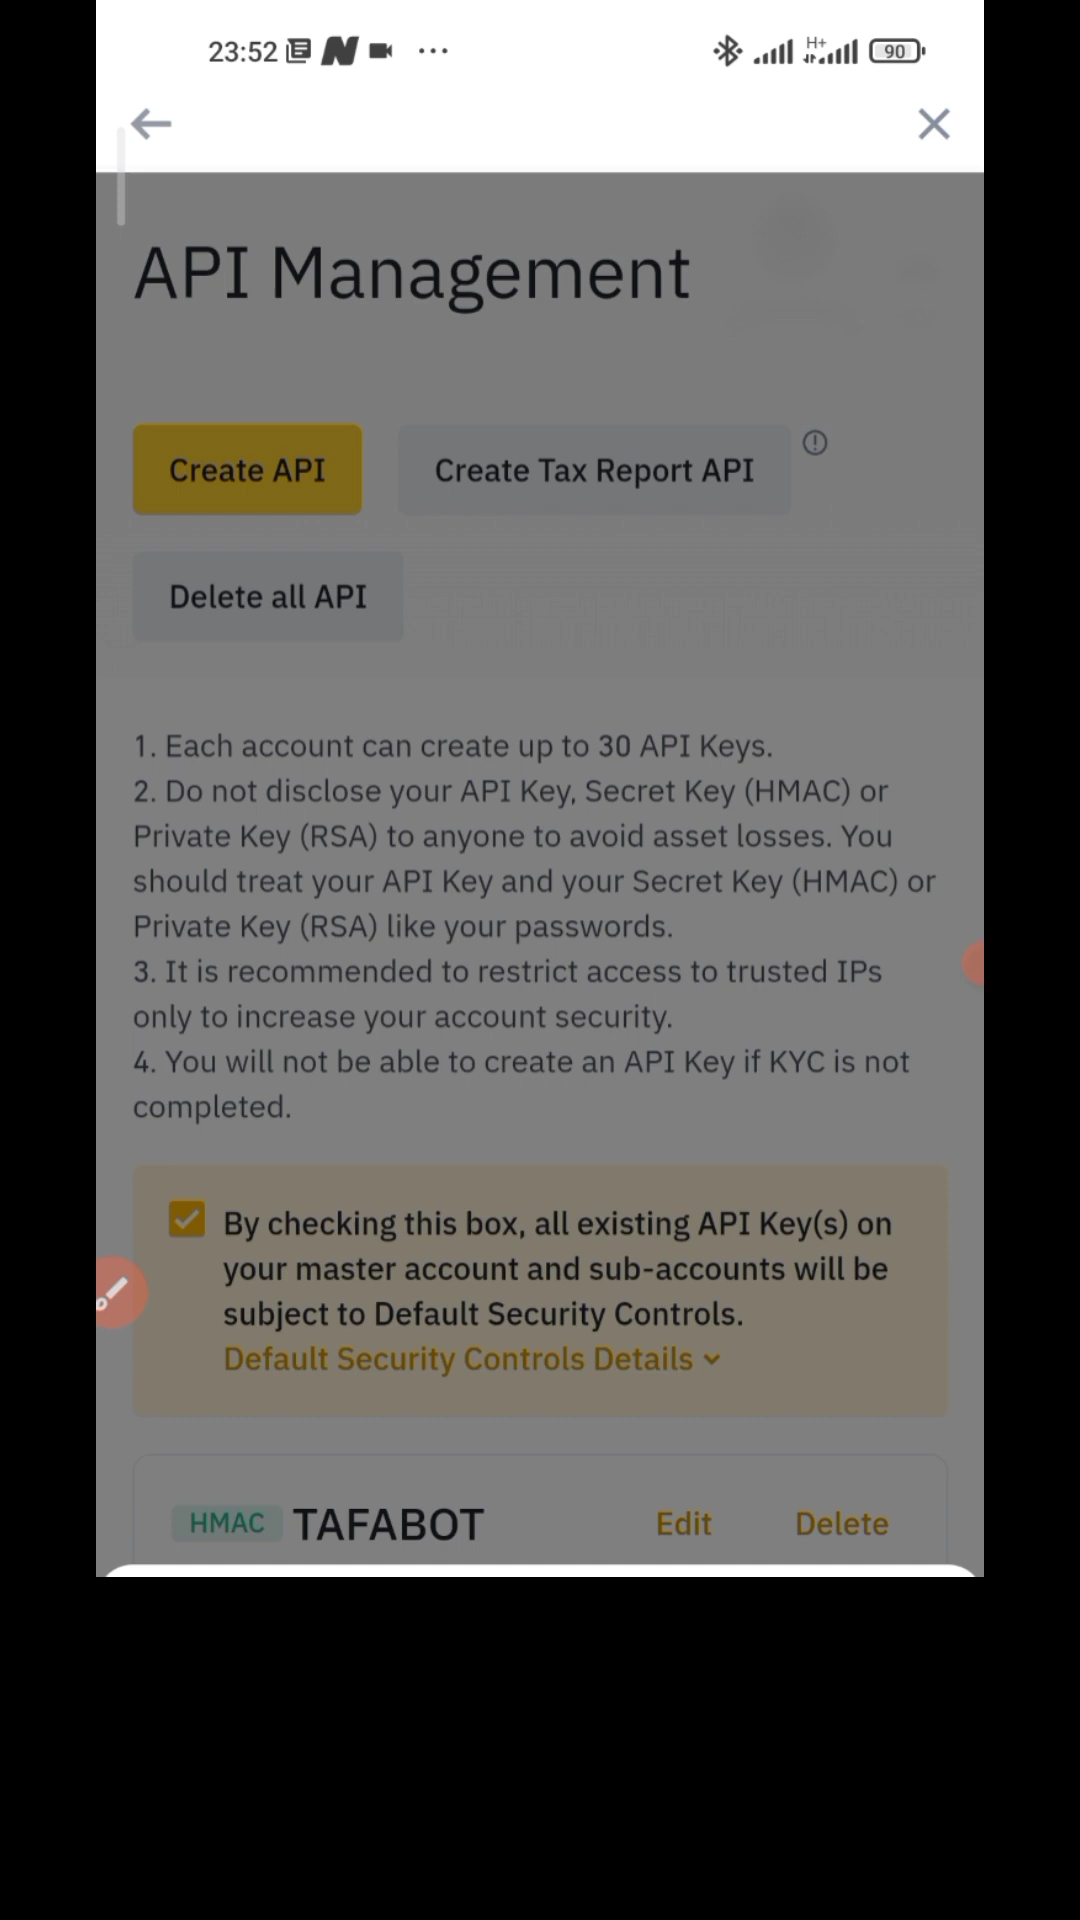 23:52
H+
90
API Management
Create API
Create Tax Report API
Delete all API
1. Each account can create up to 30 API Keys.
2. Do not disclose your API Key, Secret Key (HMAC) or
Private Key (RSA) to anyone to avoid asset losses. You
should treat your API Key and your Secret Key (HMAC) or
Private Key (RSA) like your passwords.
3. It is recommended to restrict access to trusted IPs
only to increase your account security.
4. You will not be able to create an API Key if KYC is not
completed.
By checking this box, all existing API Key(s) on
your master account and sub-accounts will be
subject to Default Security Controls.
Default Security Controls Details
HMAC TAFABOT Edit Delete